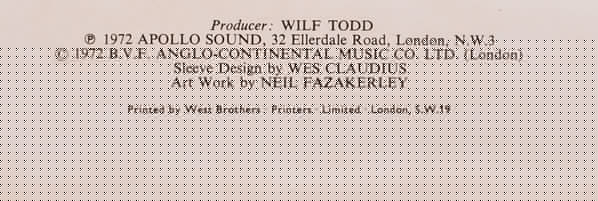 Producer: WILF TODD
℗ 1972 APOLLO SOUND, 32 Ellerdale Road, London, N.W.3
© 1972 B.V.F. ANGLO-CONTINENTAL MUSIC CO. LTD. (London)
Sleeve Design by WES CLAUDIUS
Art Work by NEIL FAZAKERLEY
Printed by West Brothers Printers Limited London, S.W.19